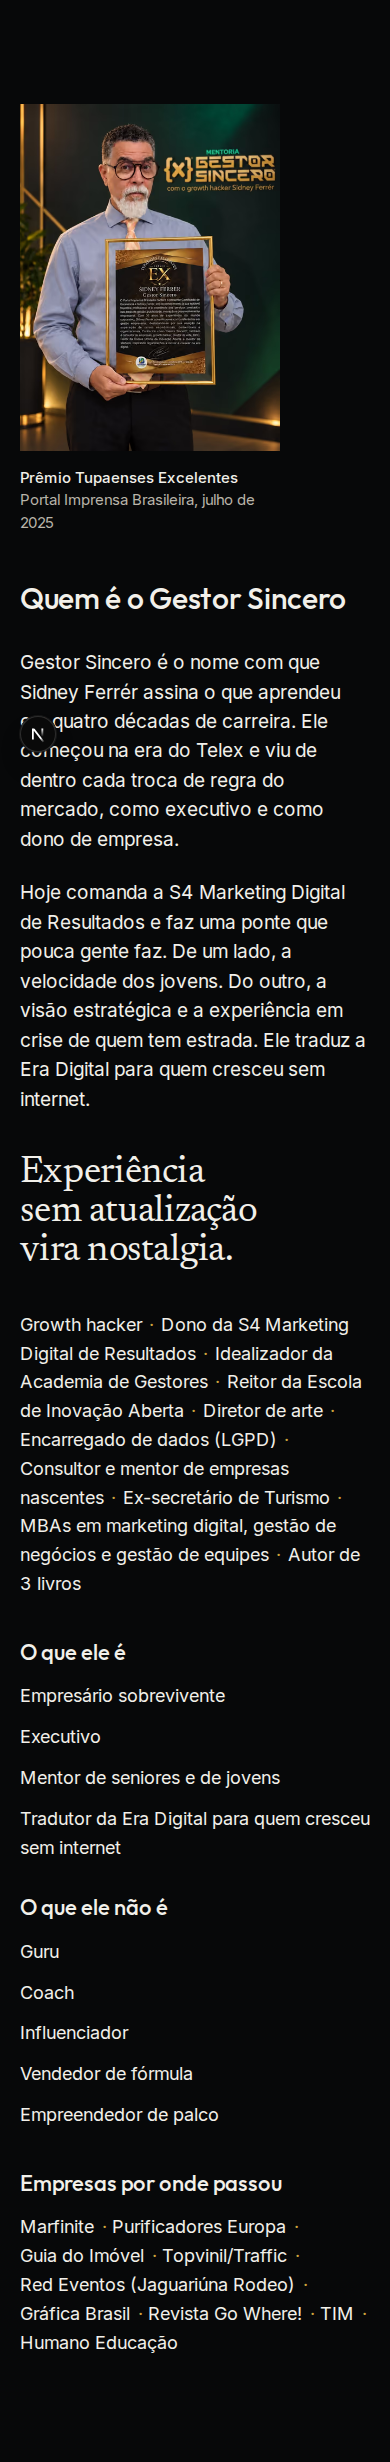 MENTORIA
{x} GESTOR
SINCERO
com o growth hacker Sidney Ferrér
EX
SIDNEY FERRER
Gestor Sincero
Prêmio Tupaenses Excelentes
Portal Imprensa Brasileira, julho de
2025
Quem é o Gestor Sincero
Gestor Sincero é o nome com que
Sidney Ferrér assina o que aprendeu
quatro décadas de carreira. Ele
começou na era do Telex e viu de
dentro cada troca de regra do
mercado, como executivo e como
dono de empresa.
Hoje comanda a S4 Marketing Digital
de Resultados e faz uma ponte que
pouca gente faz. De um lado, a
velocidade dos jovens. Do outro, a
visão estratégica e a experiência em
crise de quem tem estrada. Ele traduz a
Era Digital para quem cresceu sem
internet.
Experiência
sem atualização
vira nostalgia.
Growth hacker · Dono da S4 Marketing
Digital de Resultados · Idealizador da
Academia de Gestores · Reitor da Escola
de Inovação Aberta · Diretor de arte ·
Encarregado de dados (LGPD) ·
Consultor e mentor de empresas
nascentes · Ex-secretário de Turismo ·
MBAs em marketing digital, gestão de
negócios e gestão de equipes · Autor de
3 livros
O que ele é
Empresário sobrevivente
Executivo
Mentor de seniores e de jovens
Tradutor da Era Digital para quem cresceu
sem internet
O que ele não é
Guru
Coach
Influenciador
Vendedor de fórmula
Empreendedor de palco
Empresas por onde passou
Marfinite · Purificadores Europa ·
Guia do Imóvel · Topvinil/Traffic ·
Red Eventos (Jaguariúna Rodeo) ·
Gráfica Brasil · Revista Go Where! · TIM ·
Humano Educação